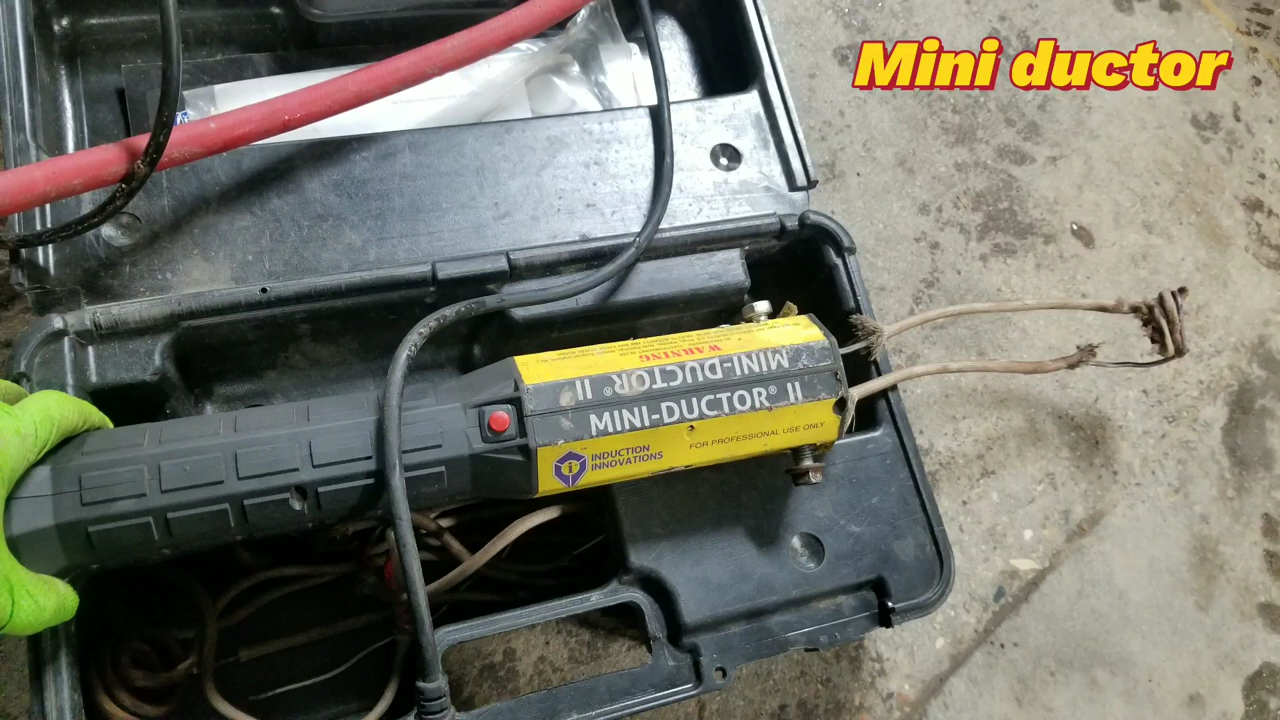 Mini ductor
WARNING
MINI-DUCTOR® II
MINI-DUCTOR® II
INDUCTION
INNOVATIONS
FOR PROFESSIONAL USE ONLY